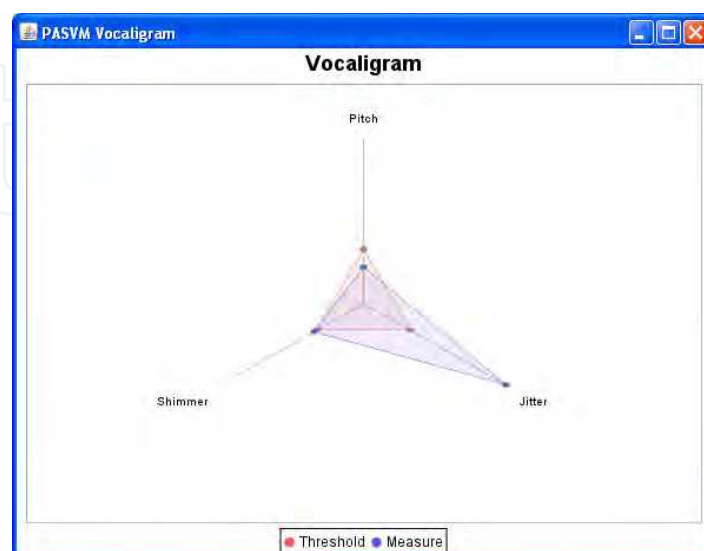 PASVM Vocaligram
Vocaligram
Pitch
Shimmer
Jitter
Threshold Measure